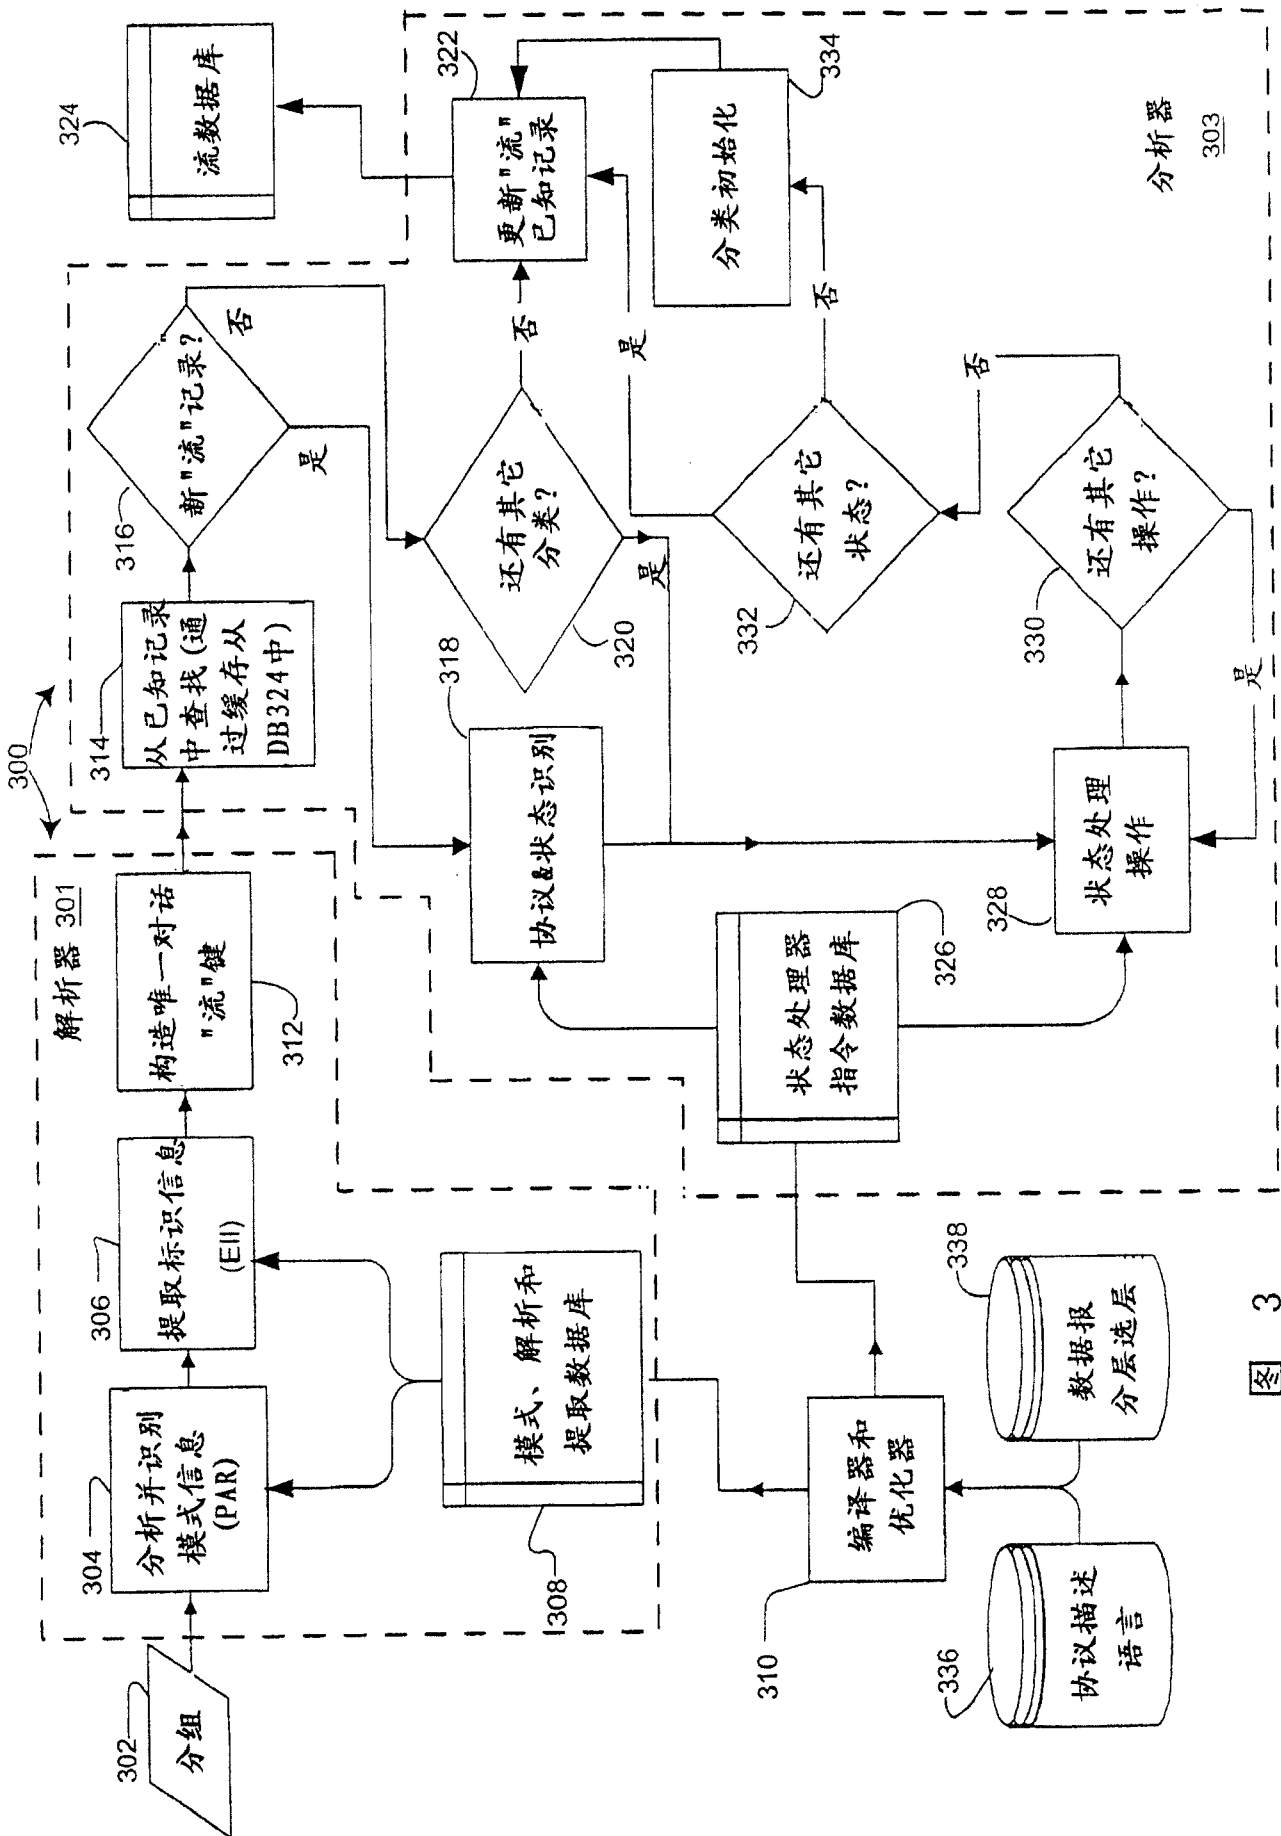 300
302
分组
解析器 301
304
分析并识别
模式信息
(PAR)
306
提取标识信息
(EII)
构造唯一对话
"流"键
312
314
从已知记录
中查找(通
过缓存从
DB324中)
316
新"流"记录?
否
是
324
流数据库
322
更新"流"
已知记录
308
模式、解析和
提取数据库
318
协议&状态识别
320
还有其它
分类?
否
是
334
分类初始化
326
状态处理器
指令数据库
332
还有其它
状态?
是
否
310
编译器和
优化器
328
状态处理
操作
330
还有其它
操作?
否
是
336
协议描述
语言
338
数据报
分层选层
分析器
303
图 3